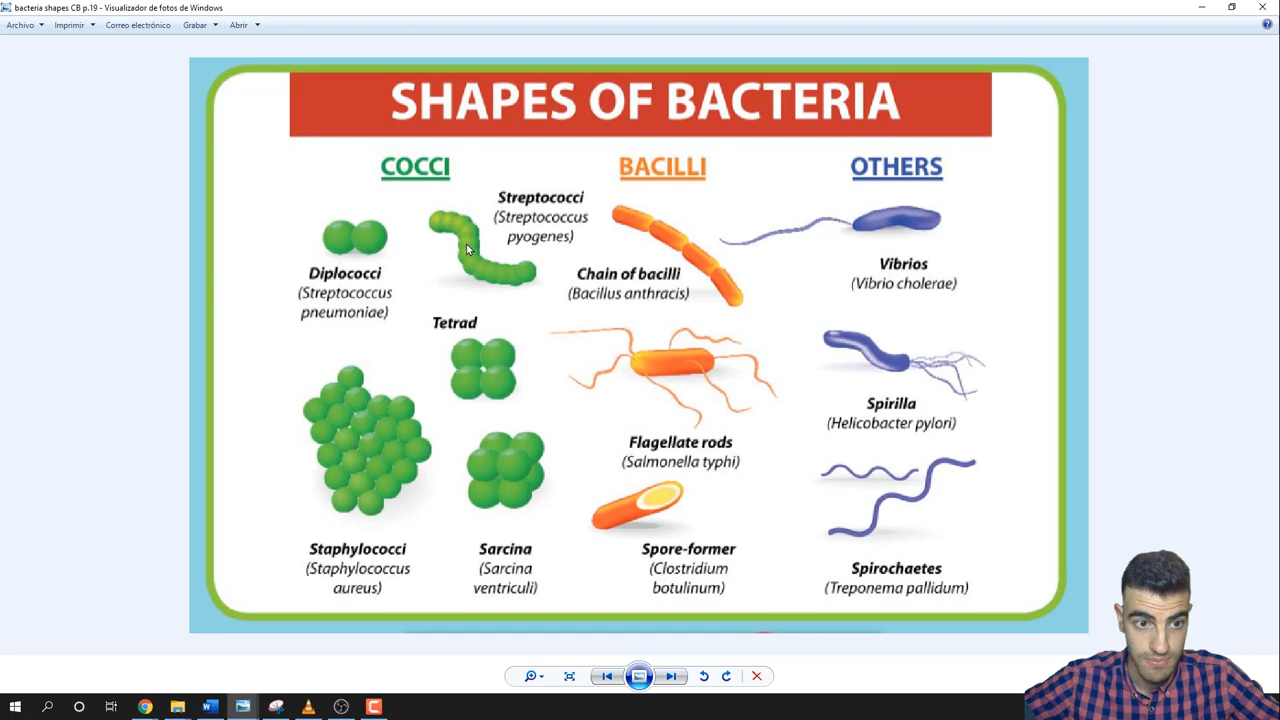 bacteria shapes CB p.19 - Visualizador de fotos de Windows
Archivo Imprimir Correo electrónico Grabar Abrir
SHAPES OF BACTERIA
COCCI
Diplococci
(Streptococcus
pneumoniae)
Streptococci
(Streptococcus
pyogenes)
Tetrad
Staphylococci
(Staphylococcus
aureus)
Sarcina
(Sarcina
ventriculi)
BACILLI
Chain of bacilli
(Bacillus anthracis)
Flagellate rods
(Salmonella typhi)
Spore-former
(Clostridium
botulinum)
OTHERS
Vibrios
(Vibrio cholerae)
Spirilla
(Helicobacter pylori)
Spirochaetes
(Treponema pallidum)